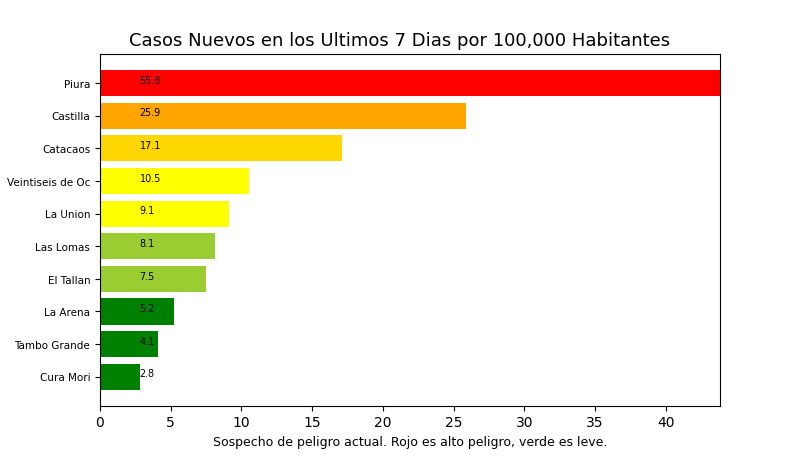 Casos Nuevos en los Ultimos 7 Dias por 100,000 Habitantes
Piura 55.8
Castilla 25.9
Catacaos 17.1
Veintiseis de Oc 10.5
La Union 9.1
Las Lomas 8.1
El Tallan 7.5
La Arena 5.2
Tambo Grande 4.1
Cura Mori 2.8
0 5 10 15 20 25 30 35 40
Sospecho de peligro actual. Rojo es alto peligro, verde es leve.